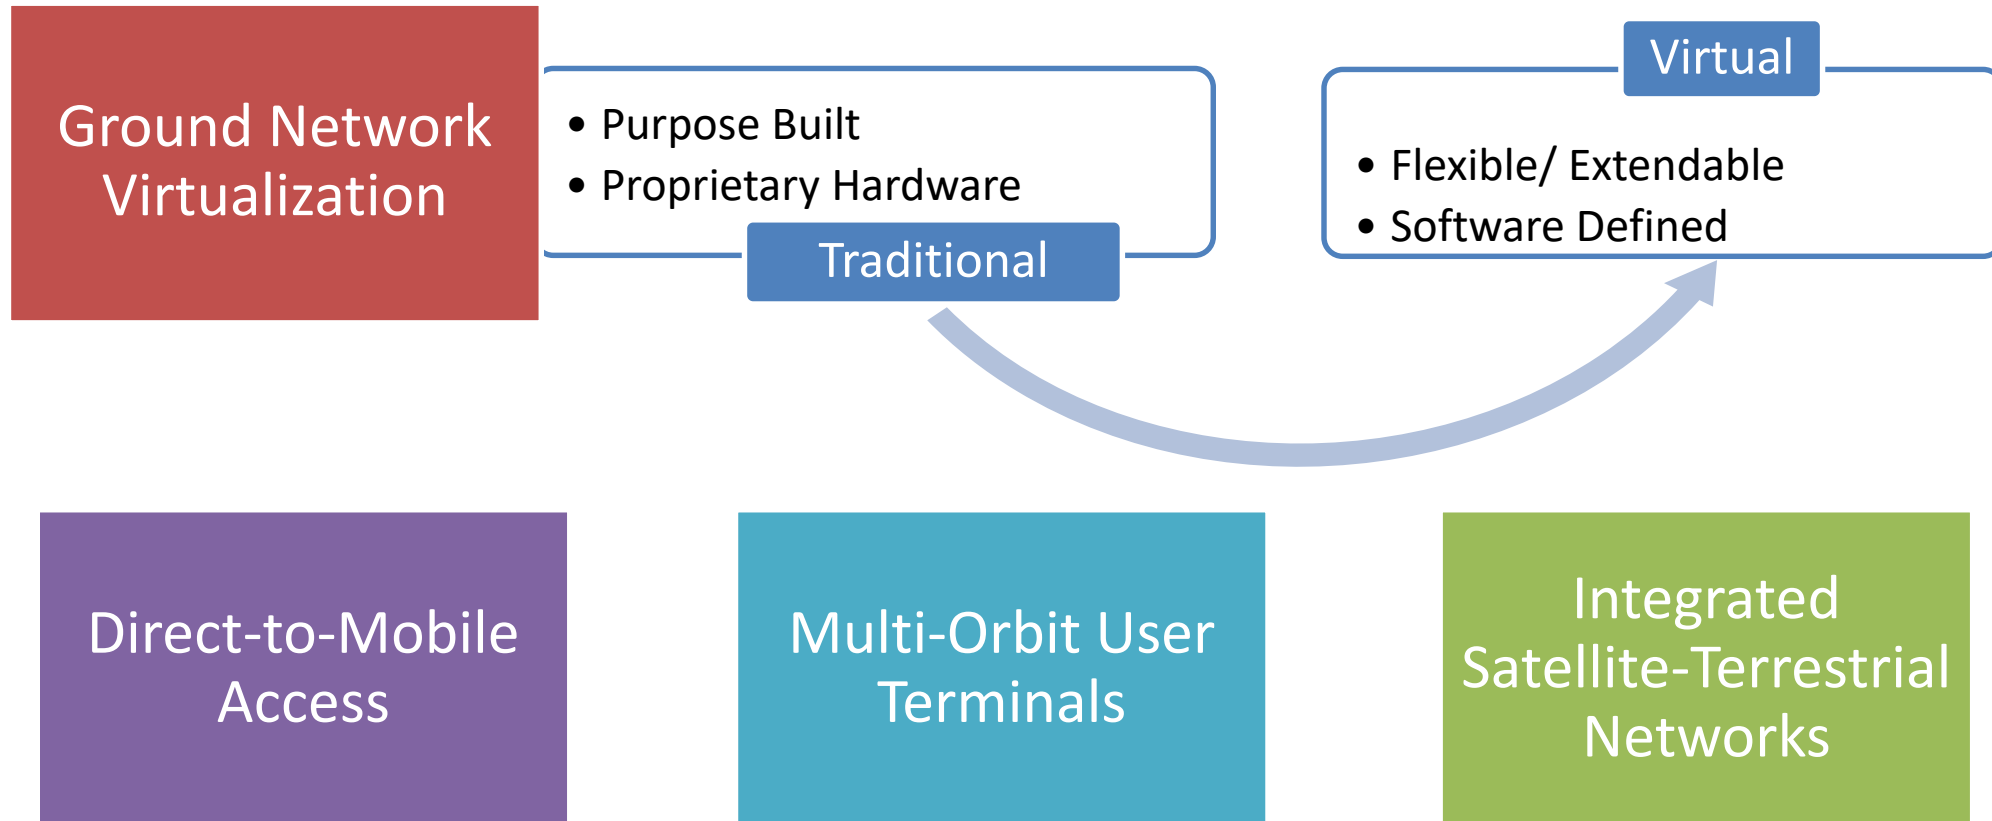 Ground Network
Virtualization
• Purpose Built
• Proprietary Hardware
Traditional
Virtual
• Flexible/ Extendable
• Software Defined
Direct-to-Mobile
Access
Multi-Orbit User
Terminals
Integrated
Satellite-Terrestrial
Networks